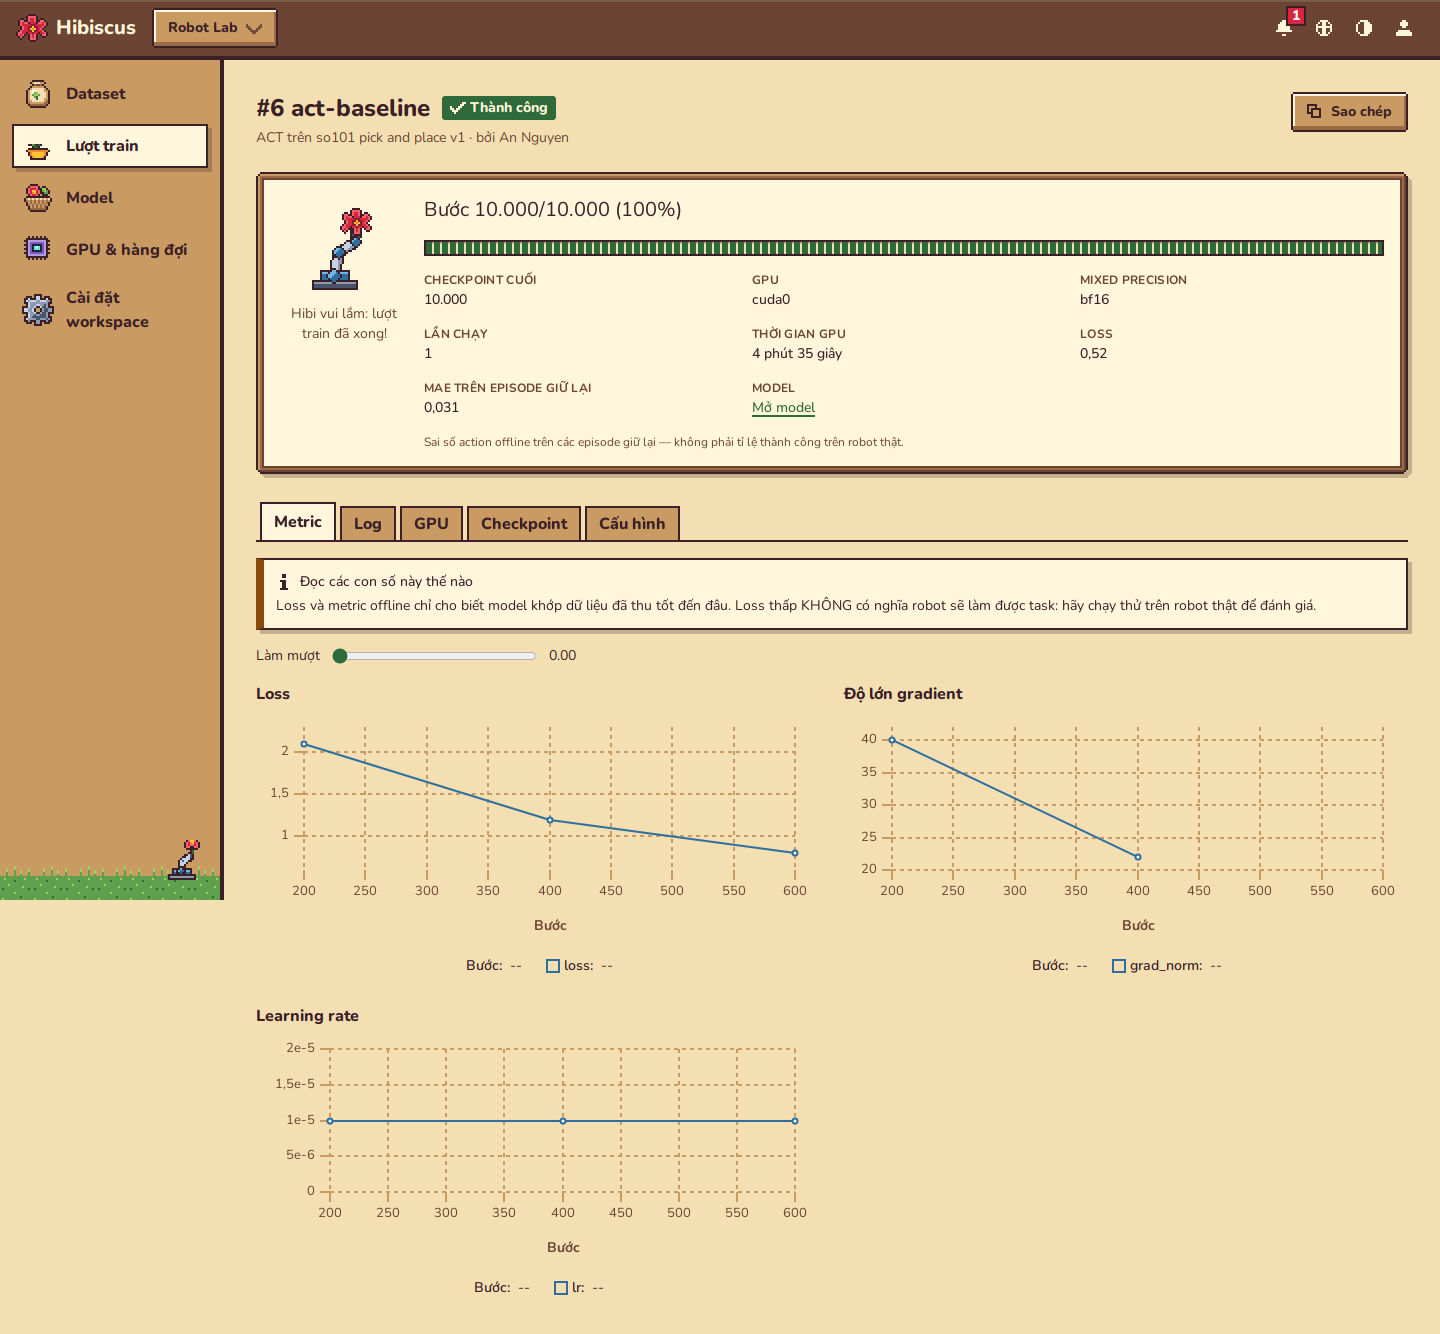 Hibiscus
Robot Lab
1
Dataset
Lượt train
Model
GPU & hàng đợi
Cài đặt
workspace
#6 act-baseline
Thành công
Sao chép
ACT trên so101 pick and place v1 · bởi An Nguyen
Hibi vui lắm: lượt
train đã xong!
Bước 10.000/10.000 (100%)
CHECKPOINT CUỐI
10.000
GPU
cuda0
MIXED PRECISION
bf16
LẦN CHẠY
1
THỜI GIAN GPU
4 phút 35 giây
LOSS
0,52
MAE TRÊN EPISODE GIỮ LẠI
0,031
MODEL
Mở model
Sai số action offline trên các episode giữ lại — không phải tỉ lệ thành công trên robot thật.
Metric
Log
GPU
Checkpoint
Cấu hình
Đọc các con số này thế nào
Loss và metric offline chỉ cho biết model khớp dữ liệu đã thu tốt đến đâu. Loss thấp KHÔNG có nghĩa robot sẽ làm được task: hãy chạy thử trên robot thật để đánh giá.
Làm mượt 0.00
Loss
2
1,5
1
200 250 300 350 400 450 500 550 600
Bước
Bước: -- loss: --
Độ lớn gradient
40
35
30
25
20
200 250 300 350 400 450 500 550 600
Bước
Bước: -- grad_norm: --
Learning rate
2e-5
1,5e-5
1e-5
5e-6
0
200 250 300 350 400 450 500 550 600
Bước
Bước: -- lr: --